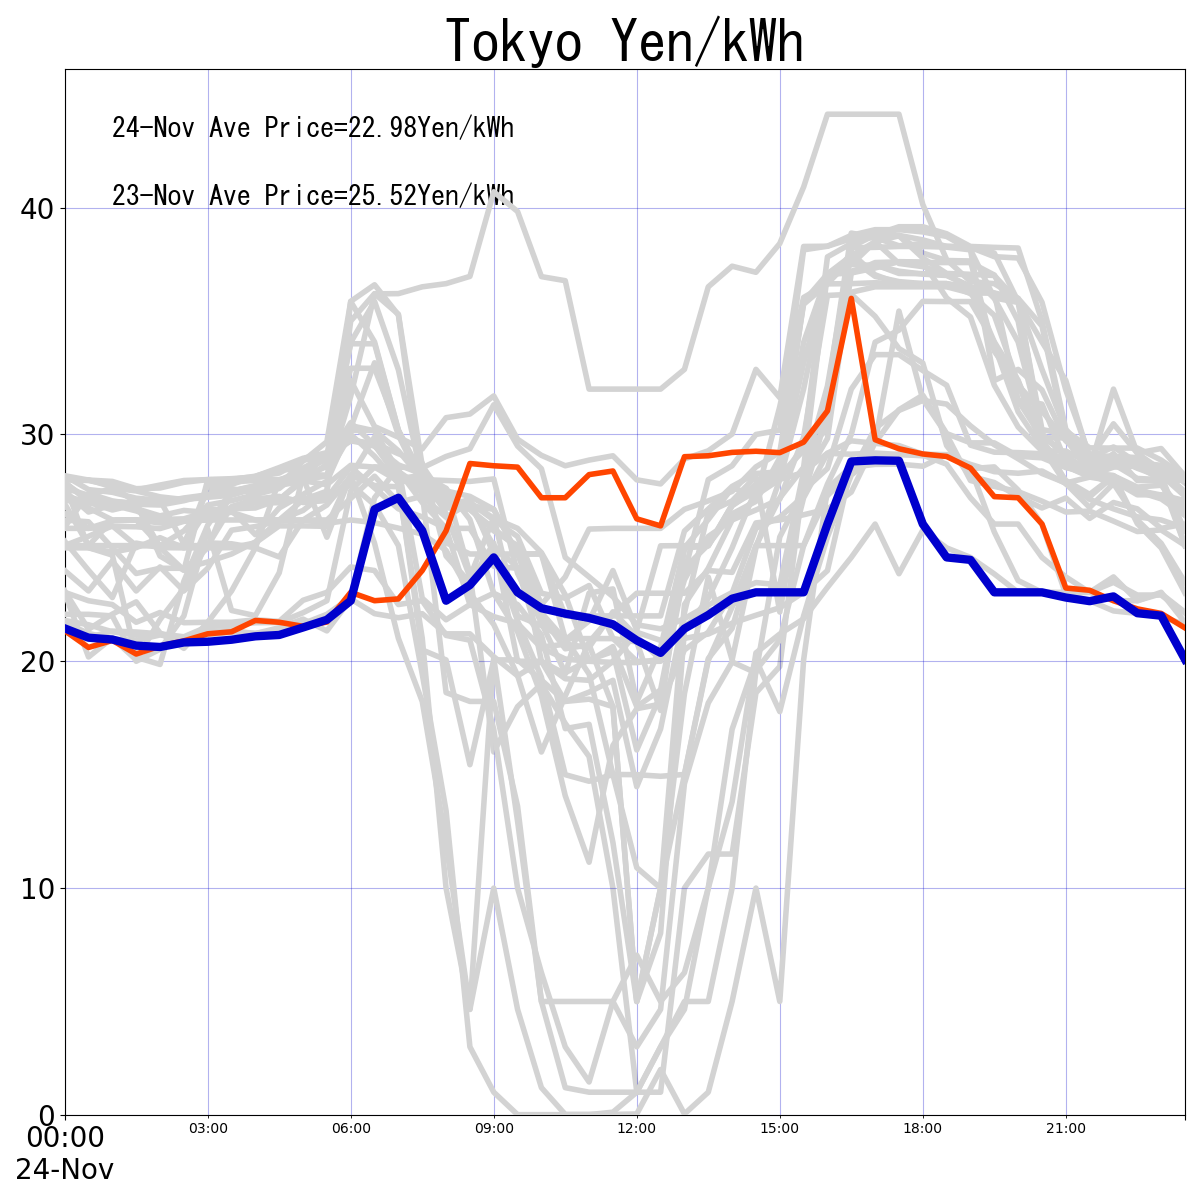 Tokyo Yen/kWh
24-Nov Ave Price=22.98Yen/kWh
23-Nov Ave Price=25.52Yen/kWh
40
30
20
10
0
00:00 03:00 06:00 09:00 12:00 15:00 18:00 21:00
24-Nov